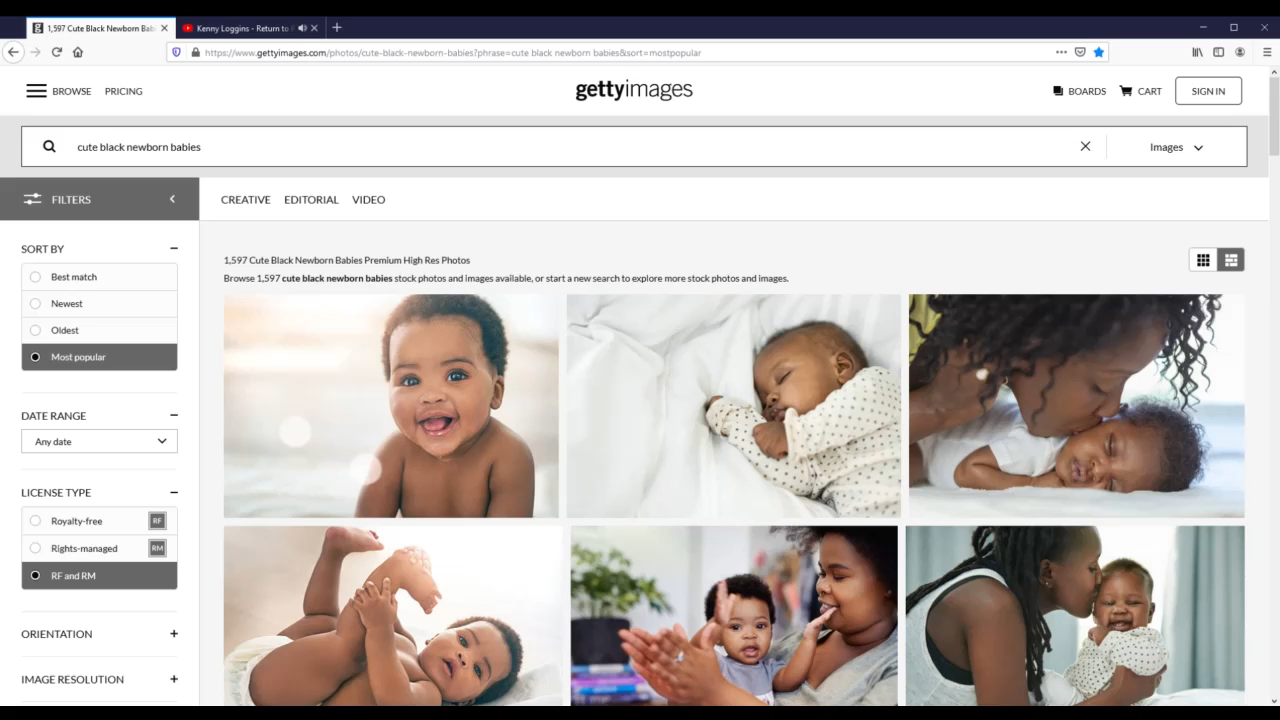 1,597 Cute Black Newborn Bab
Kenny Loggins - Return to
https://www.gettyimages.com/photos/cute-black-newborn-babies?phrase=cute black newborn babies&sort=mostpopular
BROWSE PRICING
gettyimages
BOARDS CART SIGN IN
cute black newborn babies
Images
FILTERS
CREATIVE EDITORIAL VIDEO
SORT BY
Best match
Newest
Oldest
Most popular
DATE RANGE
Any date
LICENSE TYPE
Royalty-free RF
Rights-managed RM
RF and RM
ORIENTATION
IMAGE RESOLUTION
1,597 Cute Black Newborn Babies Premium High Res Photos
Browse 1,597 cute black newborn babies stock photos and images available, or start a new search to explore more stock photos and images.